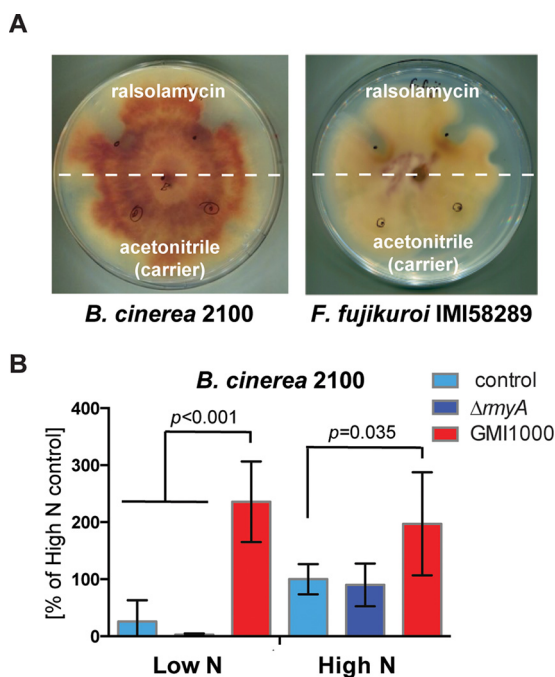 A
ralsolamycin
acetonitrile
(carrier)
B. cinerea 2100
ralsolamycin
acetonitrile
(carrier)
F. fujikuroi IMI58289
B
B. cinerea 2100
control
ΔrmyA
GMI1000
[% of High N control]
400
300
200
100
0
p<0.001
p=0.035
Low N
High N